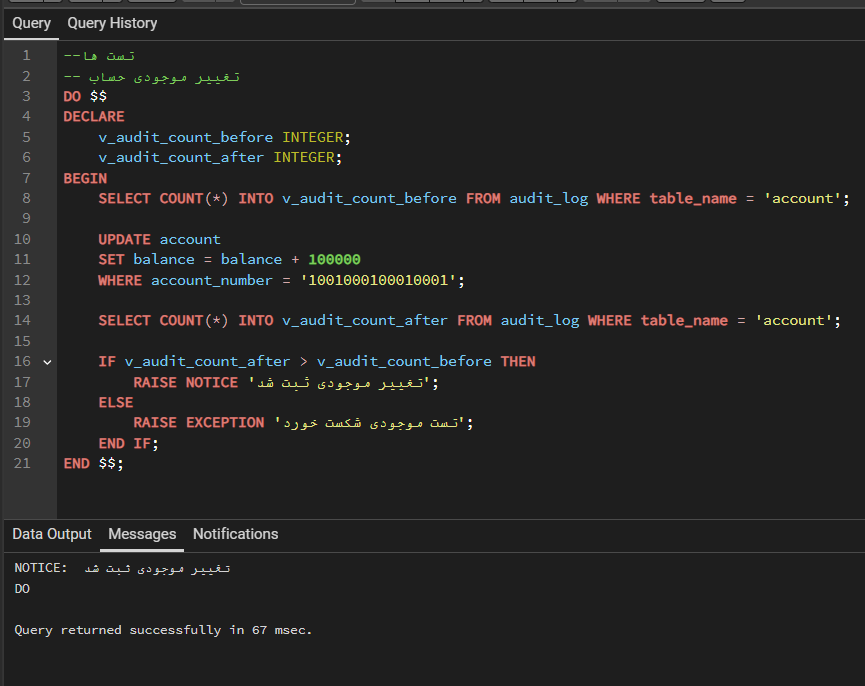 Query Query History
1 --تست ها
2 -- تغییر موجودی حساب
3 DO $$
4 DECLARE
5 v_audit_count_before INTEGER;
6 v_audit_count_after INTEGER;
7 BEGIN
8 SELECT COUNT(*) INTO v_audit_count_before FROM audit_log WHERE table_name = 'account';
9
10 UPDATE account
11 SET balance = balance + 100000
12 WHERE account_number = '1001000100010001';
13
14 SELECT COUNT(*) INTO v_audit_count_after FROM audit_log WHERE table_name = 'account';
15
16 IF v_audit_count_after > v_audit_count_before THEN
17 RAISE NOTICE 'تغییر موجودی ثبت شد';
18 ELSE
19 RAISE EXCEPTION 'تست موجودی شکست خورد';
20 END IF;
21 END $$;
Data Output Messages Notifications
NOTICE: تغییر موجودی ثبت شد
DO
Query returned successfully in 67 msec.